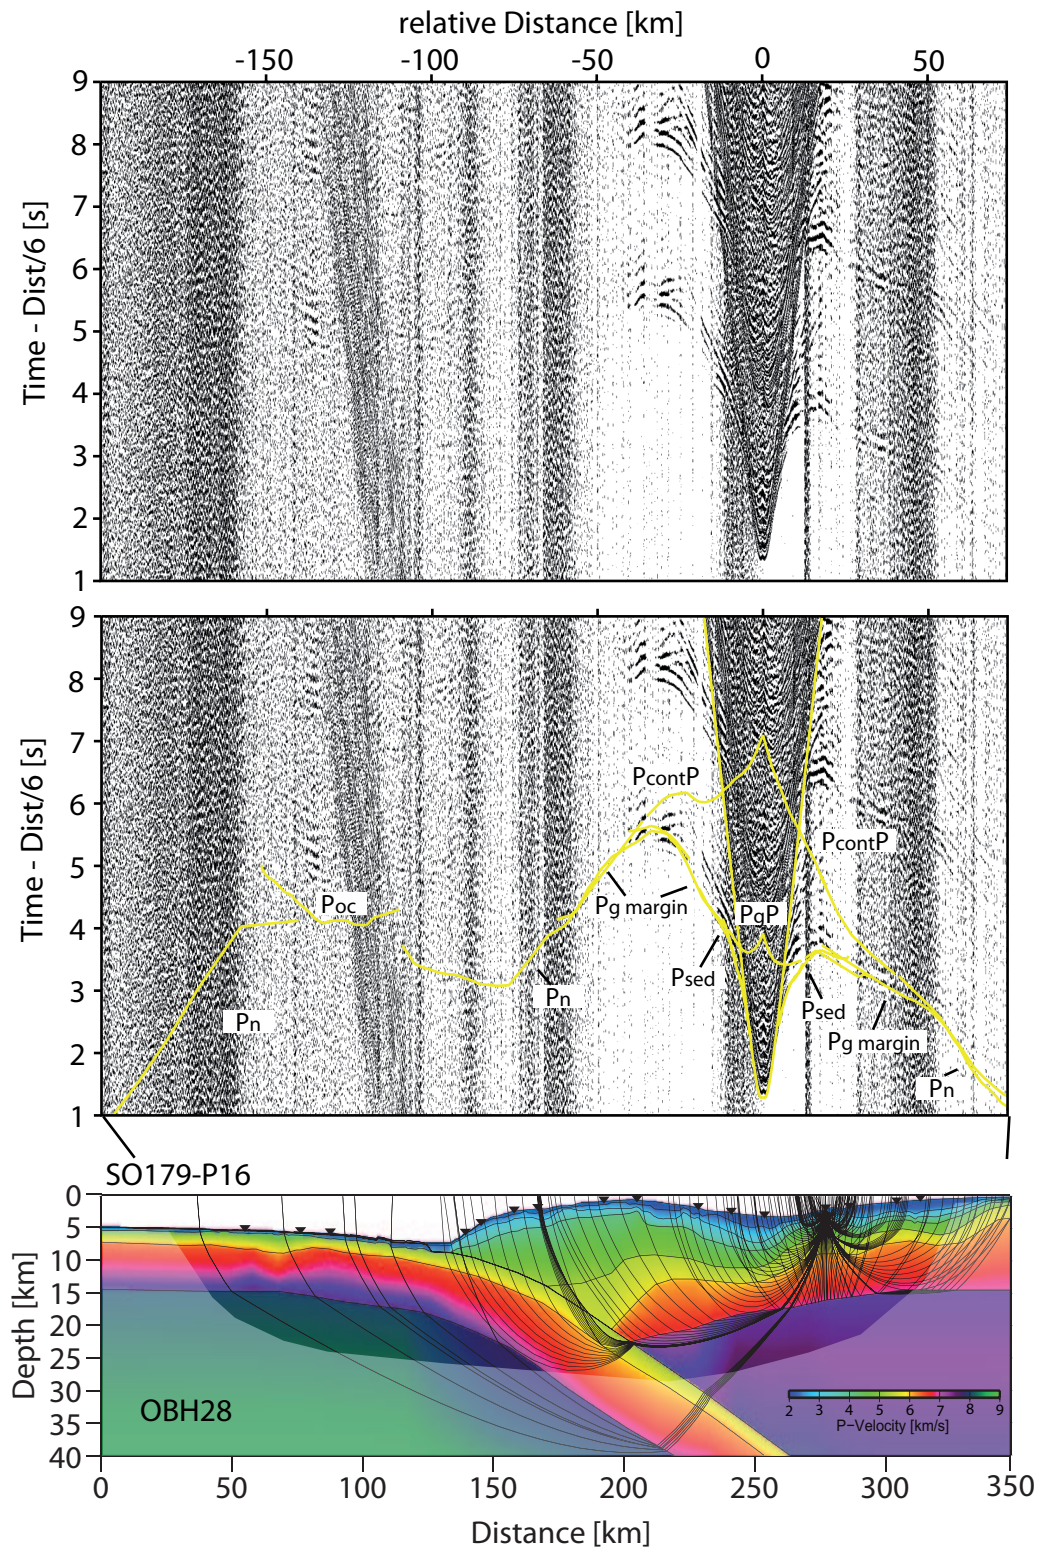 relative Distance [km]
-150 -100 -50 0 50
Time - Dist/6 [s]
9
8
7
6
5
4
3
2
1
Time - Dist/6 [s]
9
8
7
6
5
4
3
2
1
PcontP
PcontP
Poc
Pg margin
PgP
Psed
Pn
Psed
Pn
Pg margin
Pn
SO179-P16
Depth [km]
0
5
10
15
20
25
30
35
40
OBH28
2 3 4 5 6 7 8 9
P-Velocity [km/s]
0 50 100 150 200 250 300 350
Distance [km]